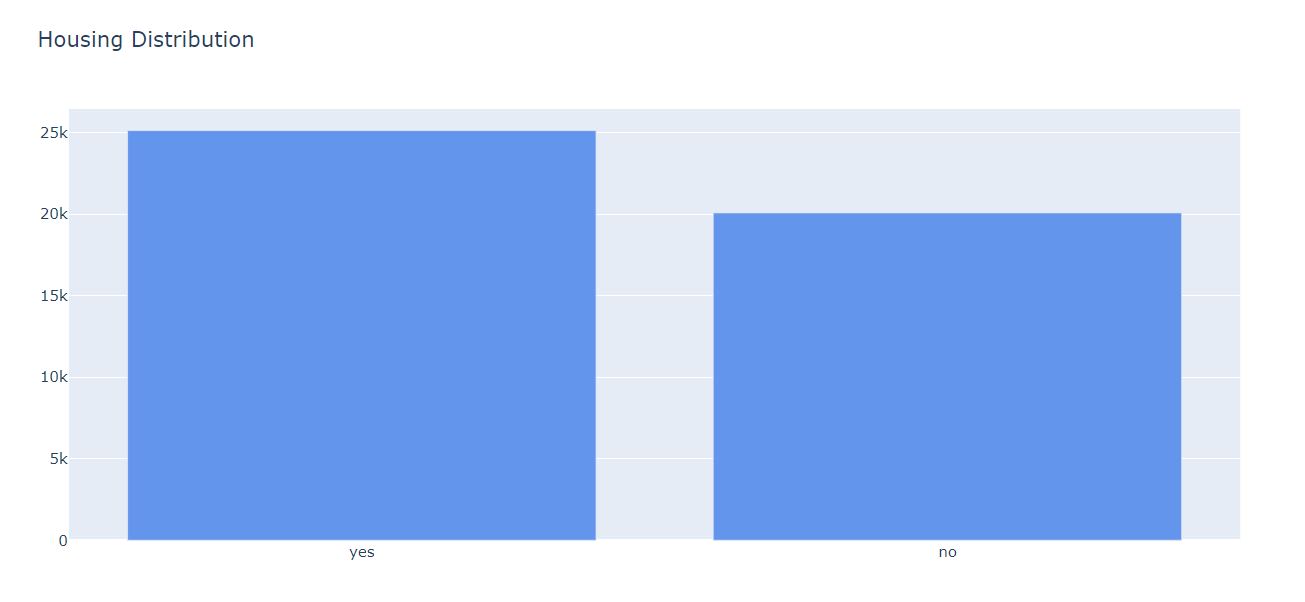 Housing Distribution
25k
20k
15k
10k
5k
0
yes no